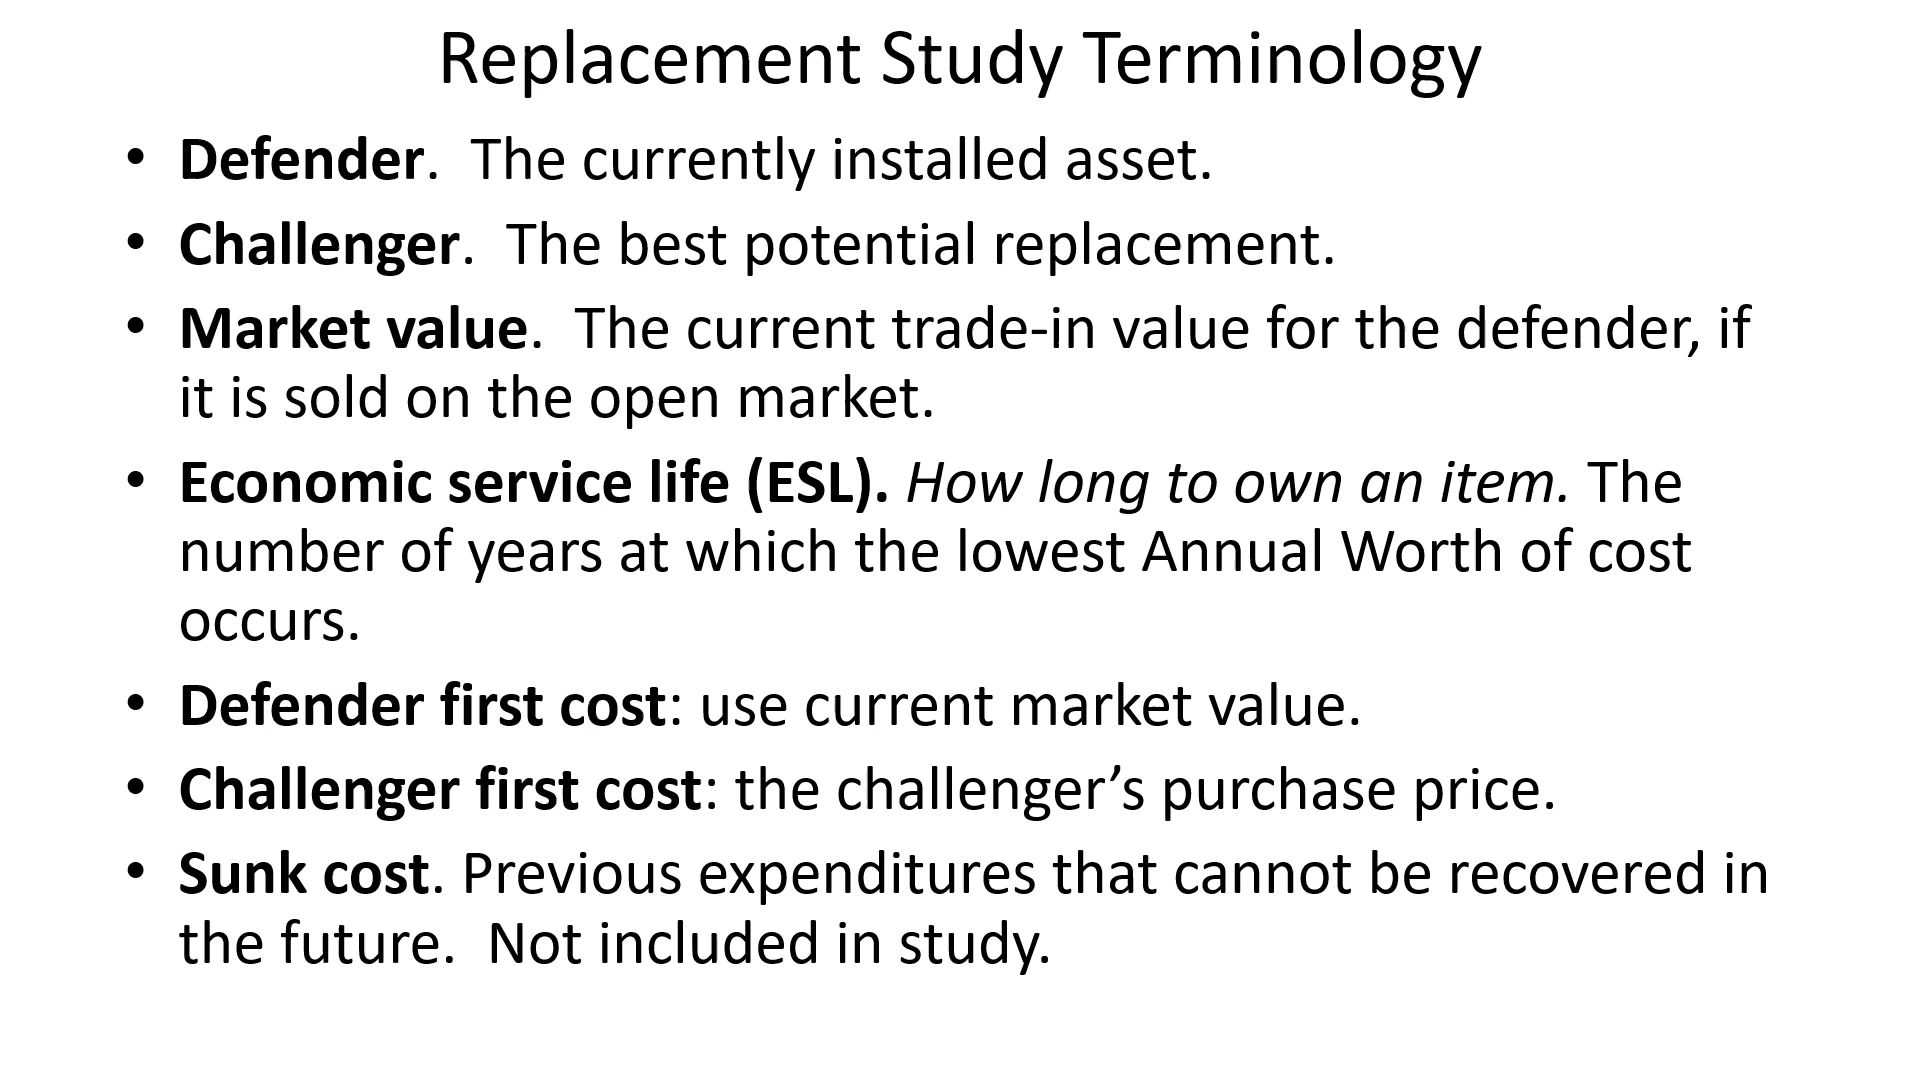 Replacement Study Terminology
• Defender.  The currently installed asset.
• Challenger.  The best potential replacement.
• Market value.  The current trade-in value for the defender, if
it is sold on the open market.
• Economic service life (ESL). How long to own an item. The
number of years at which the lowest Annual Worth of cost
occurs.
• Defender first cost: use current market value.
• Challenger first cost: the challenger’s purchase price.
• Sunk cost. Previous expenditures that cannot be recovered in
the future.  Not included in study.